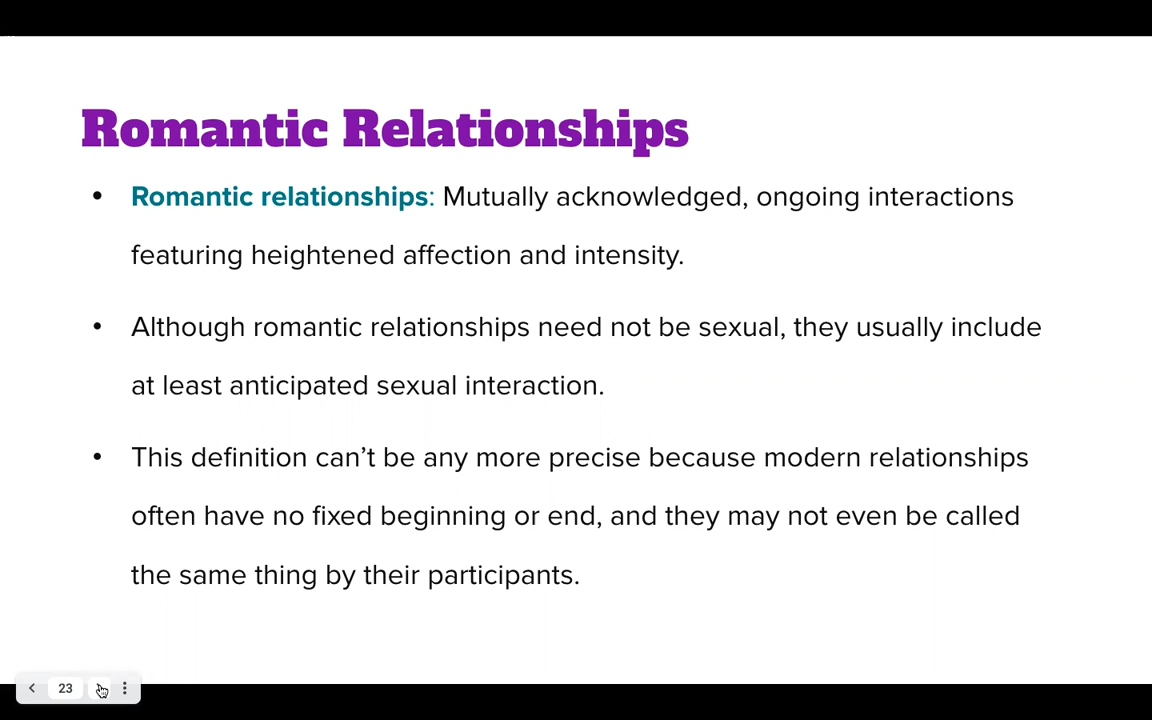 Romantic Relationships
• Romantic relationships: Mutually acknowledged, ongoing interactions
featuring heightened affection and intensity.
• Although romantic relationships need not be sexual, they usually include
at least anticipated sexual interaction.
• This definition can’t be any more precise because modern relationships
often have no fixed beginning or end, and they may not even be called
the same thing by their participants.
23